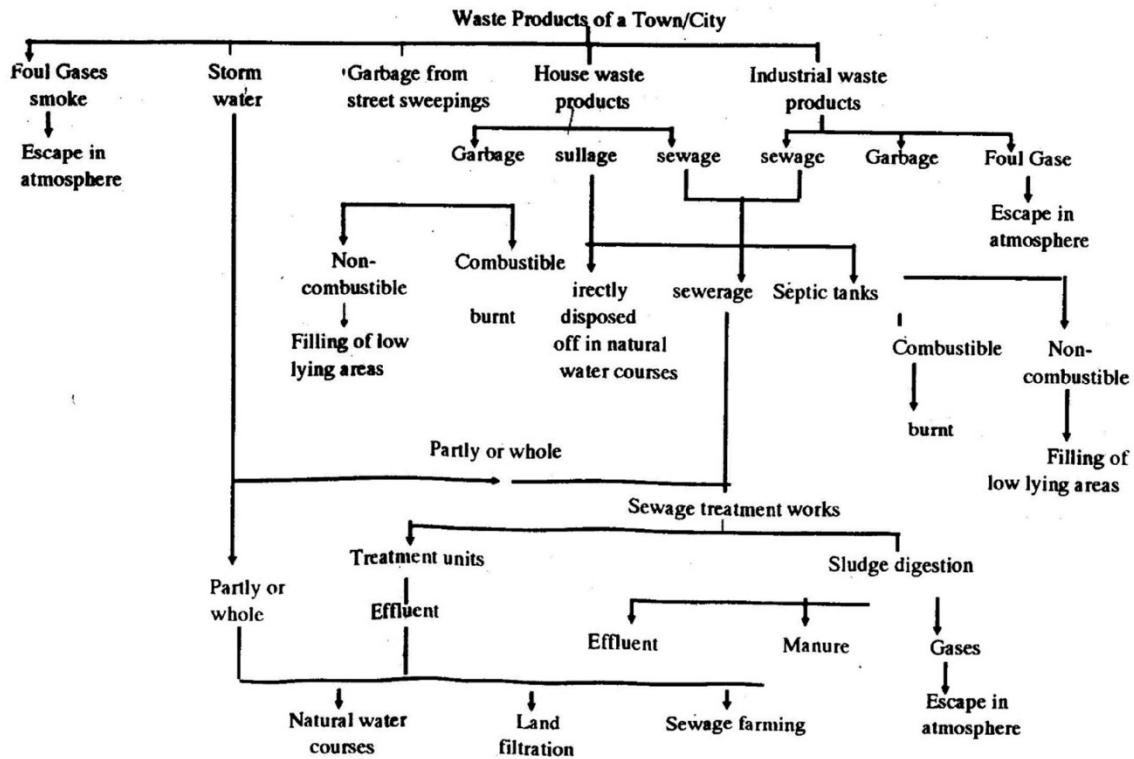 Waste Products of a Town/City
Foul Gases
smoke
Storm
water
Garbage from
street sweepings
House waste
products
Industrial waste
products
Escape in
atmosphere
Garbage
sullage
sewage
sewage
Garbage
Foul Gase
Escape in
atmosphere
Non-
combustible
Combustible
irectly
disposed
off in natural
water courses
sewerage
Septic tanks
burnt
Filling of low
lying areas
Combustible
Non-
combustible
burnt
Filling of
low lying areas
Partly or whole
Sewage treatment works
Treatment units
Sludge digestion
Partly or
whole
Effluent
Effluent
Manure
Gases
Escape in
atmosphere
Natural water
courses
Land
filtration
Sewage farming